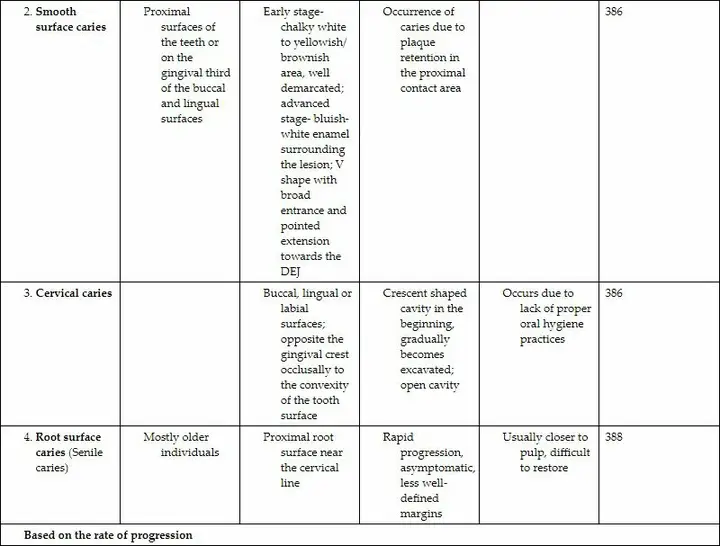 2. Smooth
surface caries
Proximal
surfaces of
the teeth or
on the
gingival third
of the buccal
and lingual
surfaces
Early stage-
chalky white
to yellowish/
brownish
area, well
demarcated;
advanced
stage- bluish-
white enamel
surrounding
the lesion; V
shape with
broad
entrance and
pointed
extension
towards the
DEJ
Occurrence of
caries due to
plaque
retention in
the proximal
contact area
386
3. Cervical caries
Buccal, lingual or
labial
surfaces;
opposite the
gingival crest
occlusally to
the convexity
of the tooth
surface
Crescent shaped
cavity in the
beginning,
gradually
becomes
excavated;
open cavity
Occurs due to
lack of proper
oral hygiene
practices
386
4. Root surface
caries (Senile
caries)
Mostly older
individuals
Proximal root
surface near
the cervical
line
Rapid
progression,
asymptomatic,
less well-
defined
margins
Usually closer to
pulp, difficult
to restore
388
Based on the rate of progression